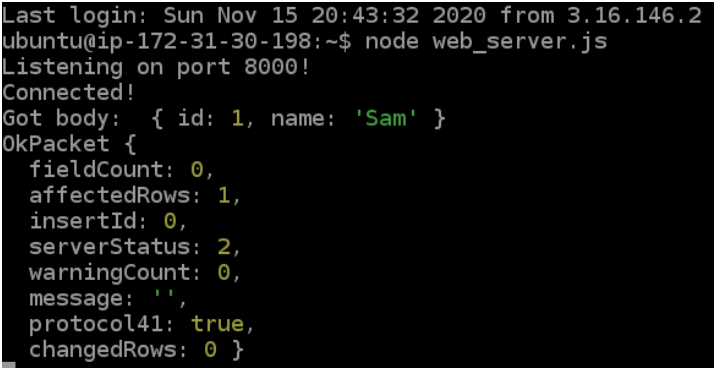 Last login: Sun Nov 15 20:43:32 2020 from 3.16.146.2
ubuntu@ip-172-31-30-198:~$ node web_server.js
Listening on port 8000!
Connected!
Got body:  { id: 1, name: 'Sam' }
OkPacket {
  fieldCount: 0,
  affectedRows: 1,
  insertId: 0,
  serverStatus: 2,
  warningCount: 0,
  message: '',
  protocol41: true,
  changedRows: 0 }